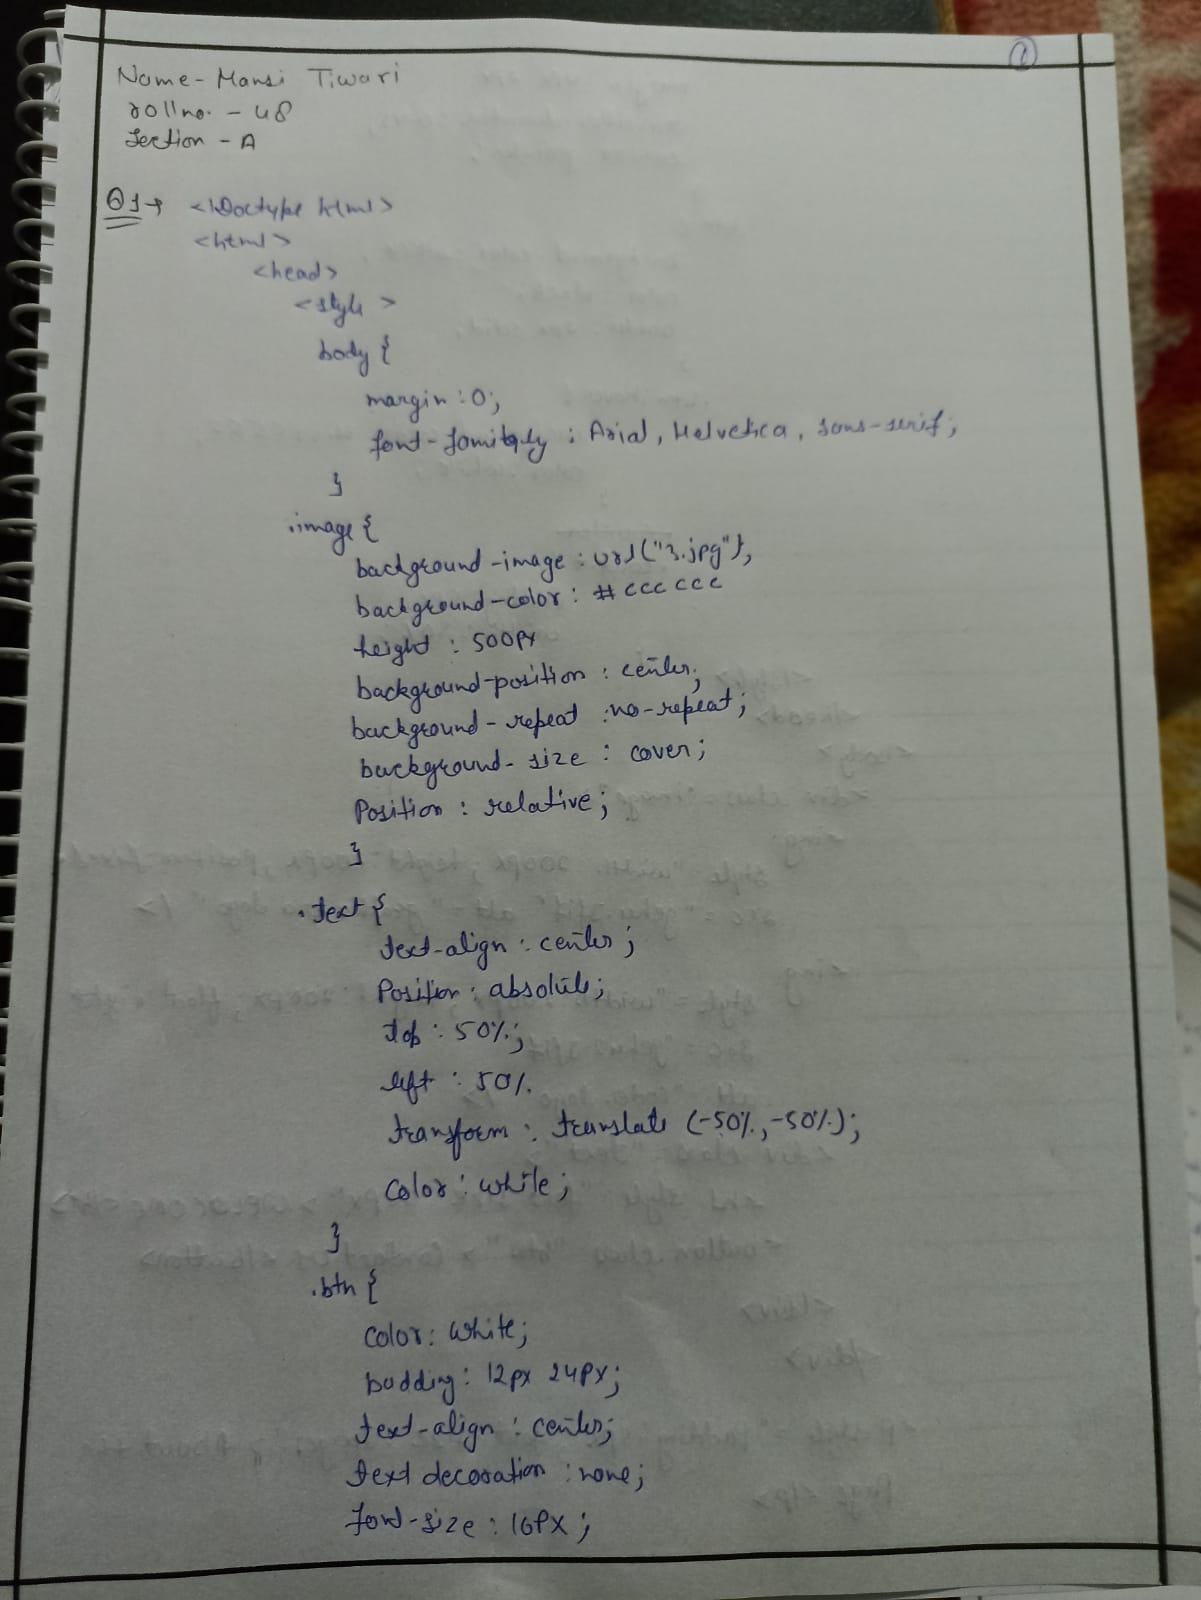 1
Name - Mansi Tiwari
rollno. - 48
Section - A
Q1→ <!Doctype html>
<html>
<head>
<style>
body {
margin : 0;
font-family : Arial, Helvetica, sans-serif;
}
.image {
background-image : url("3.jpg"),
background-color : #cccccc
height : 500px
background-position : center;
background-repeat : no-repeat;
background-size : cover;
Position : relative;
}
.text {
text-align : center;
Position : absolute;
top : 50%;
left : 50%
transform : translate (-50%, -50%);
Color : white;
}
.btn {
Color : White;
padding : 12px 24px;
text-align : center;
text decoration : none;
font-size : 16px;